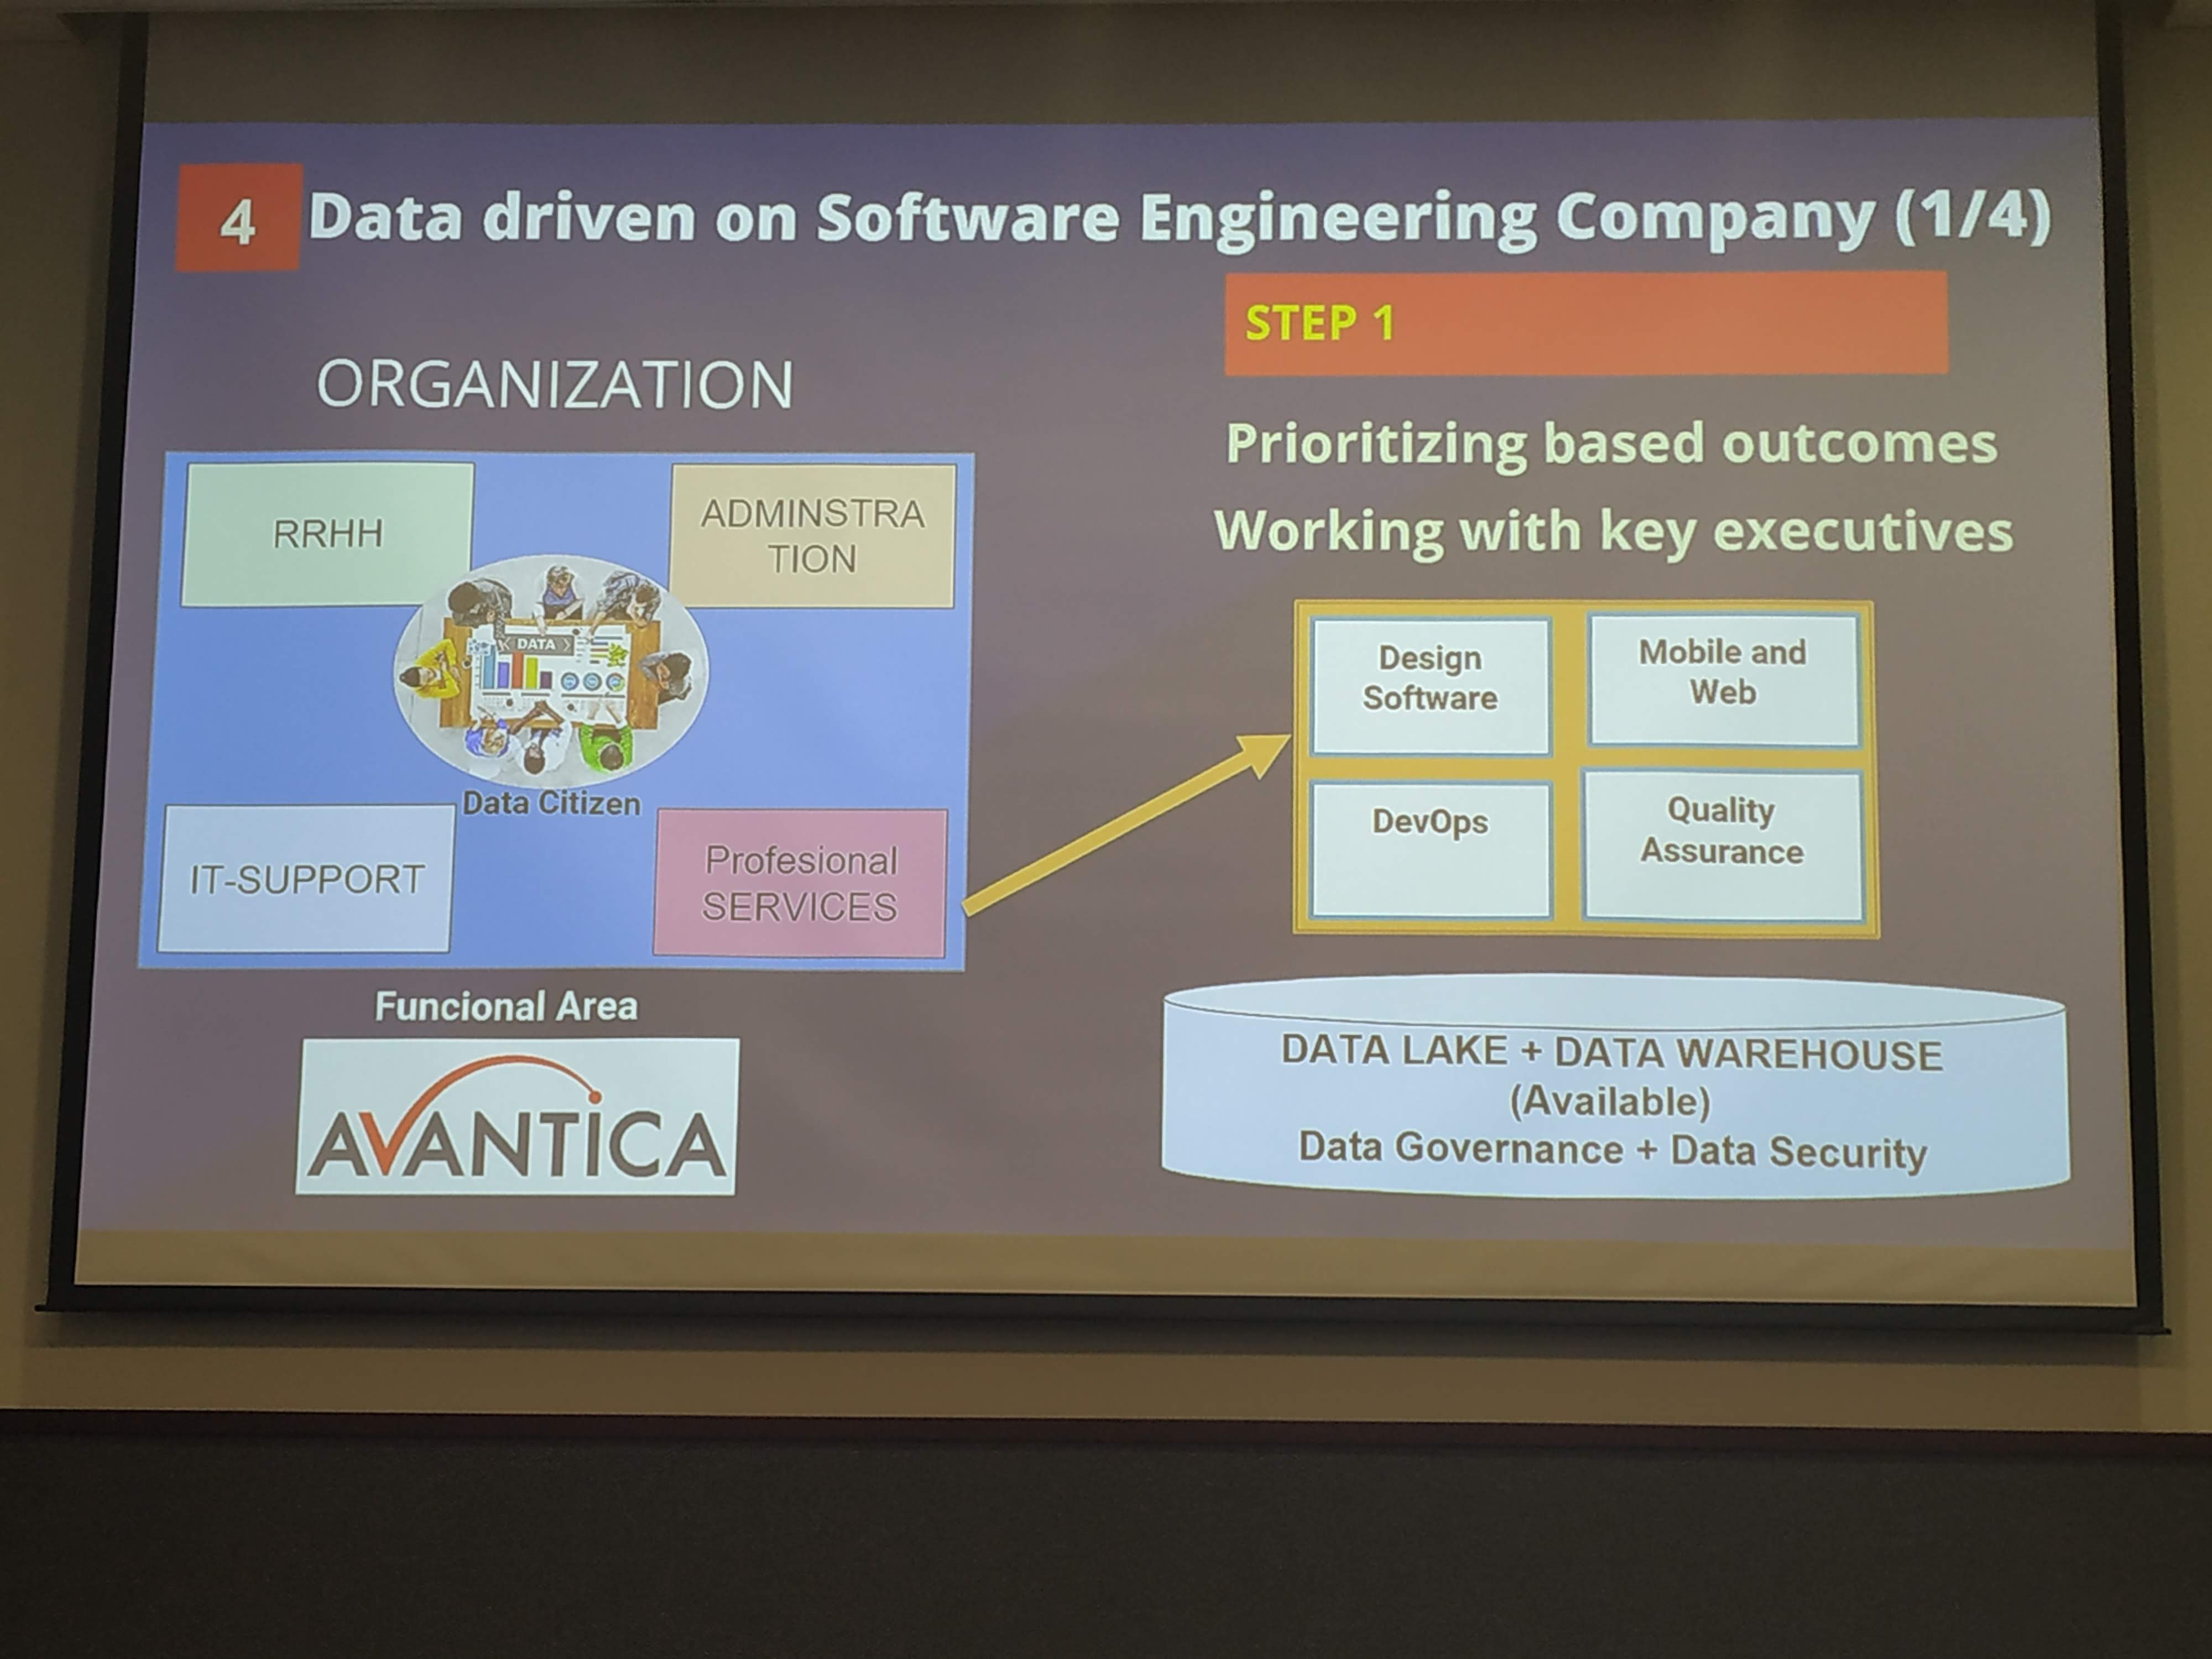 4 Data driven on Software Engineering Company (1/4)
ORGANIZATION
RRHH
ADMINSTRA
TION
DATA
Data Citizen
IT-SUPPORT
Profesional
SERVICES
Funcional Area
AVANTICA
STEP 1
Prioritizing based outcomes
Working with key executives
Design
Software
Mobile and
Web
DevOps
Quality
Assurance
DATA LAKE + DATA WAREHOUSE
(Available)
Data Governance + Data Security